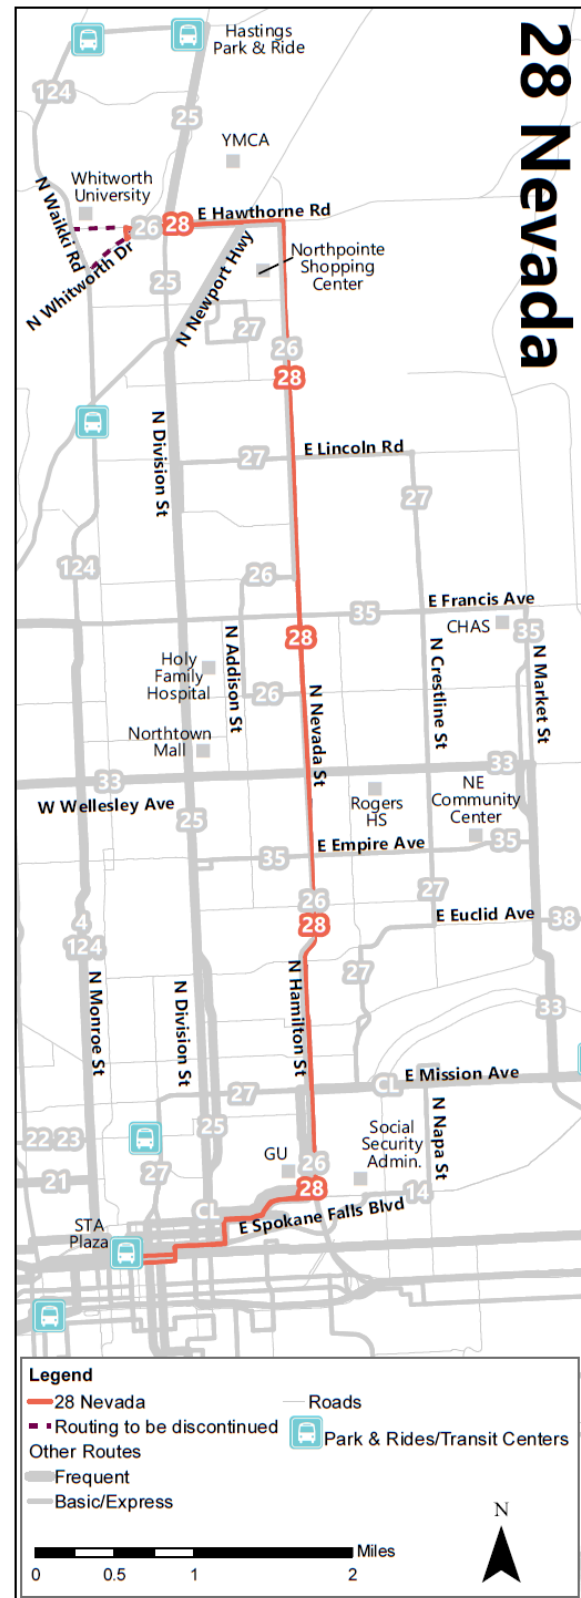 28 Nevada
Hastings
Park & Ride
124
25
YMCA
Whitworth
University
N Waikki Rd
26
28
E Hawthorne Rd
N Whitworth Dr
N Newport Hwy
Northpointe
Shopping
Center
25
27
26
28
N Division St
27
E Lincoln Rd
27
124
26
35
E Francis Ave
CHAS
35
28
N Addison St
Holy
Family
Hospital
N Crestline St
N Market St
26
N Nevada St
Northtown
Mall
33
33
W Wellesley Ave
25
Rogers
HS
NE
Community
Center
35
E Empire Ave
35
26
27
28
E Euclid Ave
38
4
124
27
N Monroe St
N Division St
N Hamilton St
33
CL
E Mission Ave
27
N Napa St
22
23
25
Social
Security
Admin.
GU
26
27
21
28
14
CL
E Spokane Falls Blvd
STA
Plaza
Legend
28 Nevada
Roads
Routing to be discontinued
Park & Rides/Transit Centers
Other Routes
Frequent
Basic/Express
N
Miles
0
0.5
1
2